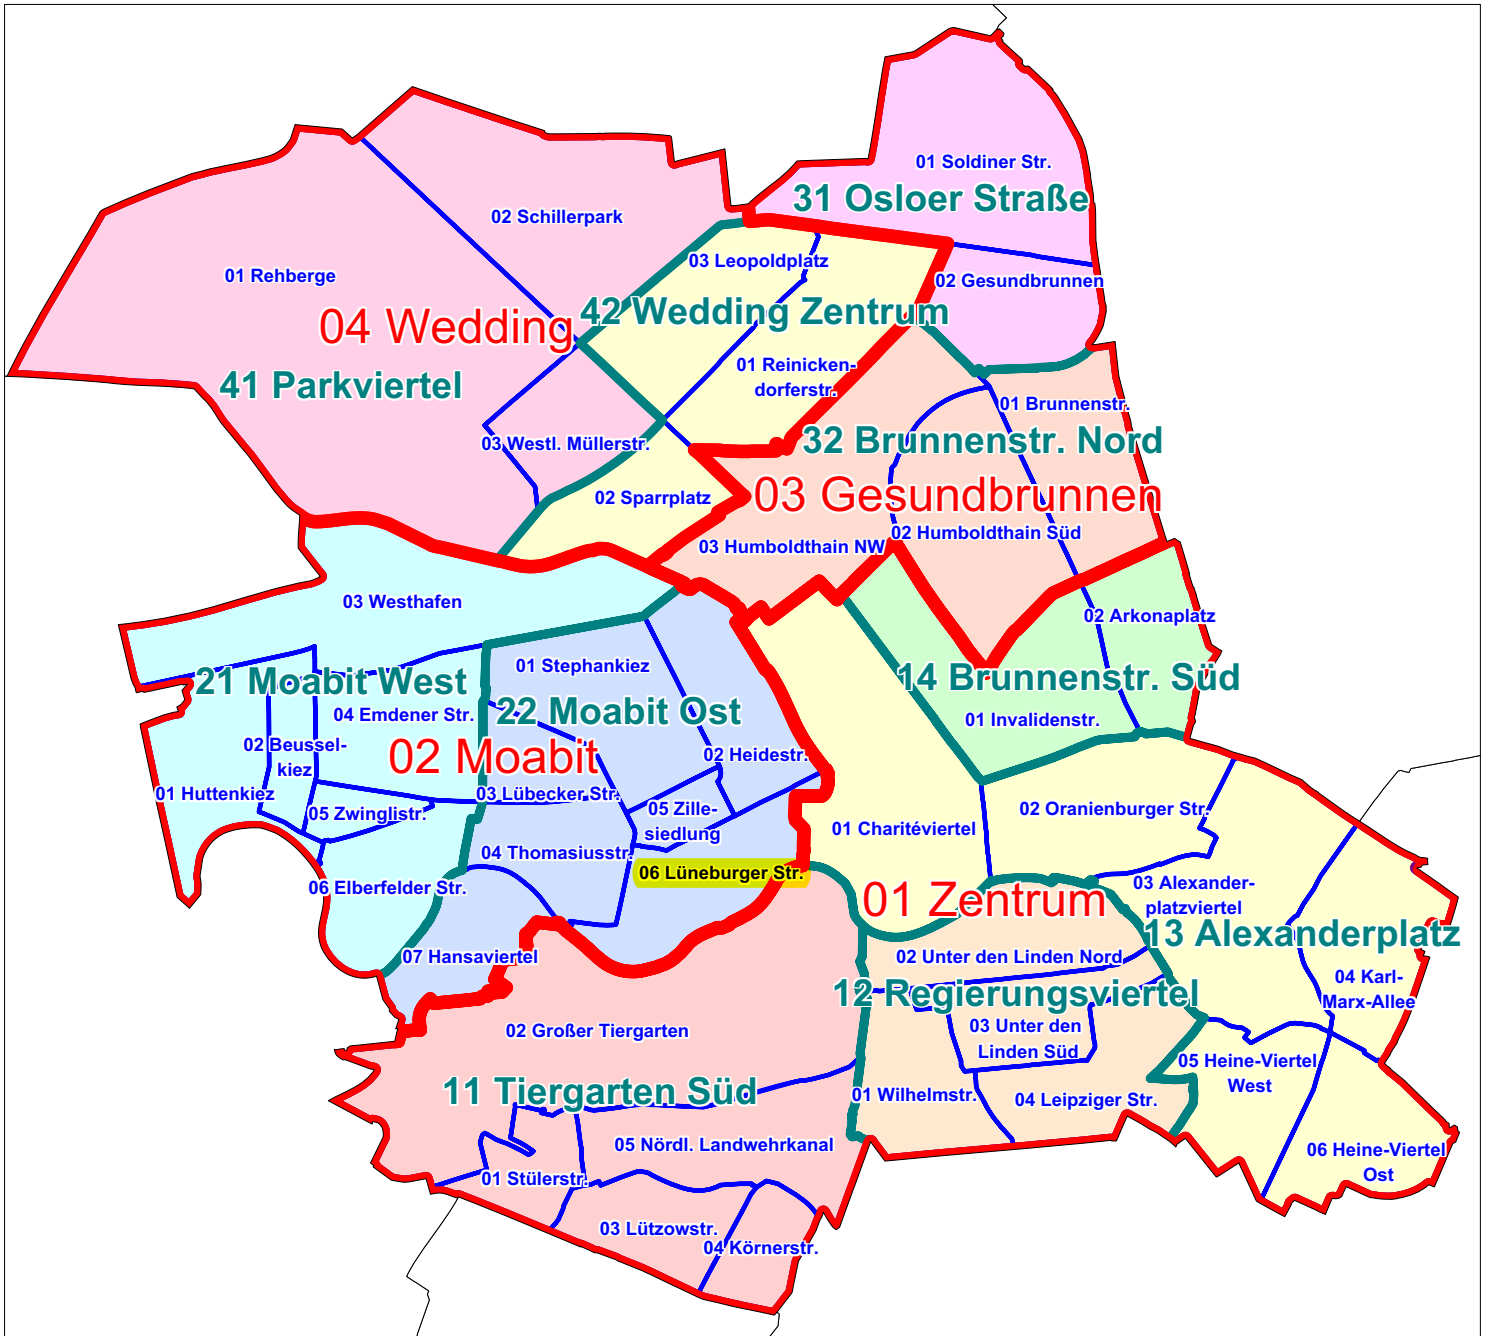 01 Soldiner Str.
31 Osloer Straße
02 Schillerpark
01 Rehberge
03 Leopoldplatz
02 Gesundbrunnen
04 Wedding
42 Wedding Zentrum
41 Parkviertel
01 Reinicken-
dorferstr.
01 Brunnenstr.
03 Westl. Müllerstr.
32 Brunnenstr. Nord
02 Sparrplatz
03 Gesundbrunnen
02 Humboldthain Süd
03 Humboldthain NW
03 Westhafen
02 Arkonaplatz
01 Stephankiez
21 Moabit West
14 Brunnenstr. Süd
04 Emdener Str.
22 Moabit Ost
01 Invalidenstr.
02 Beussel-
kiez
02 Moabit
02 Heidestr.
01 Huttenkiez
03 Lübecker Str.
05 Zwinglistr.
05 Zille-
siedlung
02 Oranienburger Str.
01 Charitéviertel
04 Thomasiusstr.
06 Lüneburger Str.
06 Elberfelder Str.
03 Alexander-
platzviertel
01 Zentrum
13 Alexanderplatz
07 Hansaviertel
02 Unter den Linden Nord
04 Karl-
Marx-Allee
12 Regierungsviertel
02 Großer Tiergarten
03 Unter den
Linden Süd
05 Heine-Viertel
West
11 Tiergarten Süd
01 Wilhelmstr.
04 Leipziger Str.
05 Nördl. Landwehrkanal
06 Heine-Viertel
Ost
01 Stülerstr.
03 Lützowstr.
04 Körnerstr.